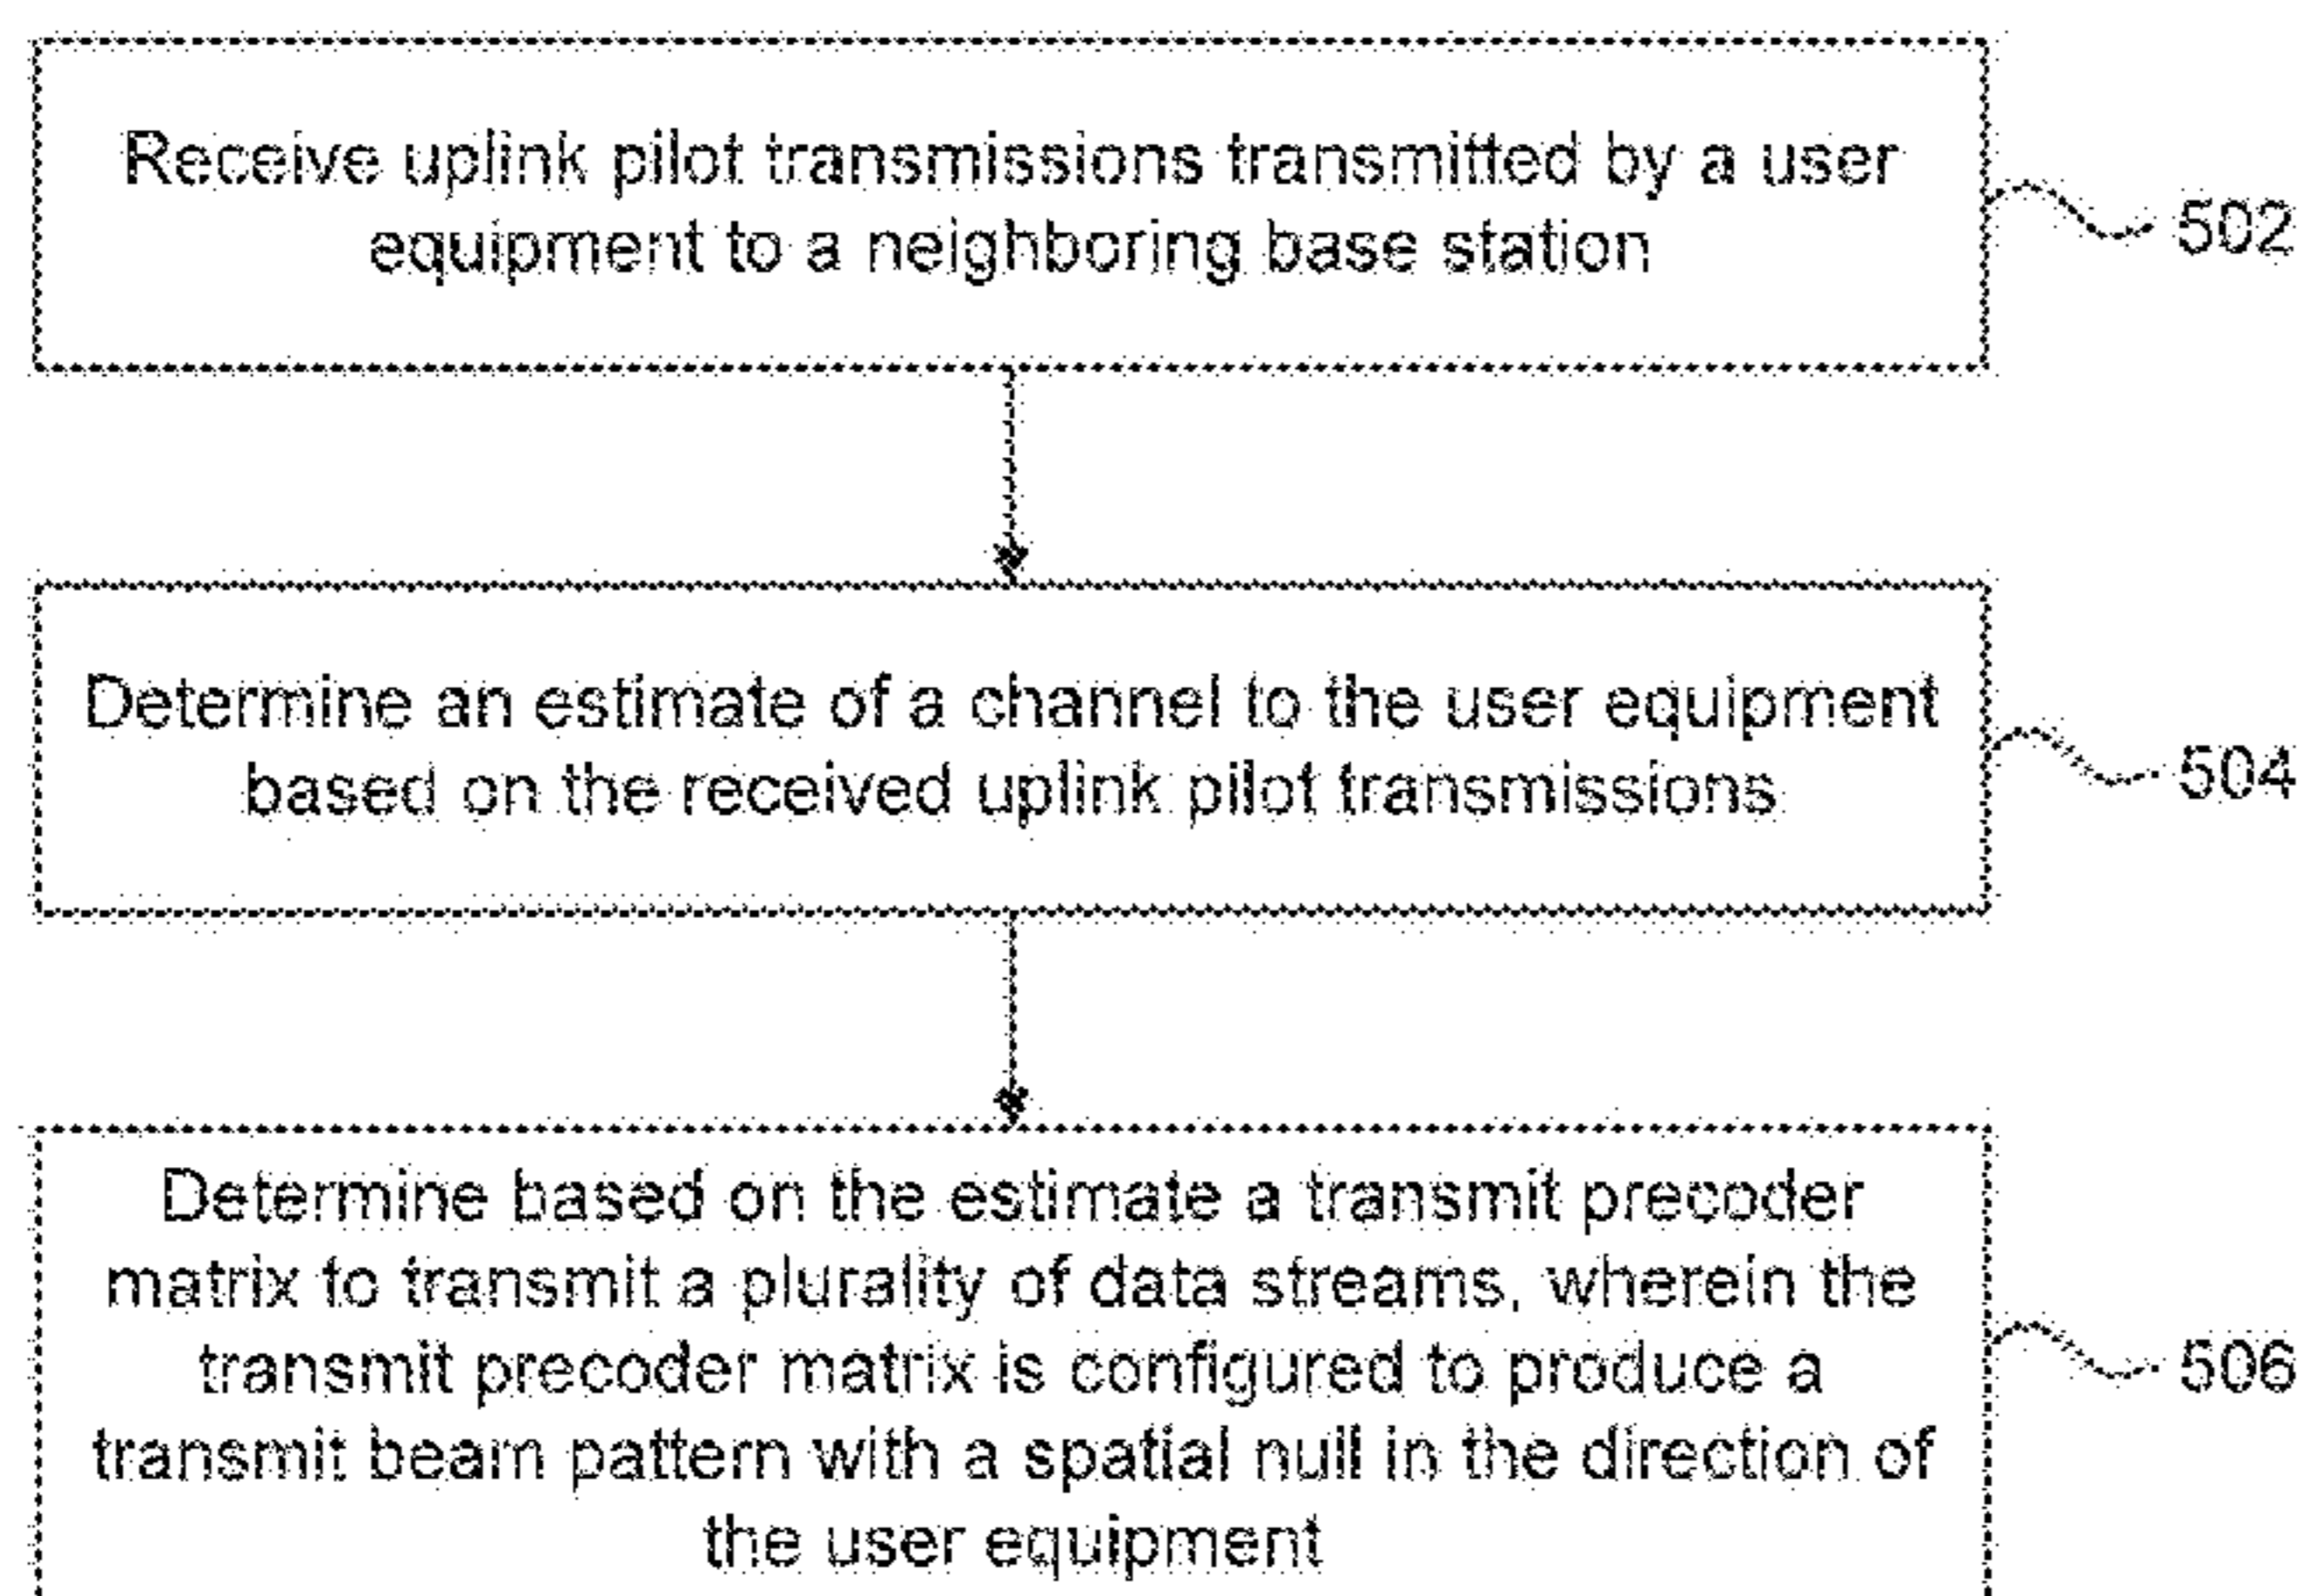 Receive uplink pilot transmissions transmitted by a user
equipment to a neighboring base station
502
Determine an estimate of a channel to the user equipment
based on the received uplink pilot transmissions
504
Determine based on the estimate a transmit precoder
matrix to transmit a plurality of data streams, wherein the
transmit precoder matrix is configured to produce a
transmit beam pattern with a spatial null in the direction of
the user equipment
506